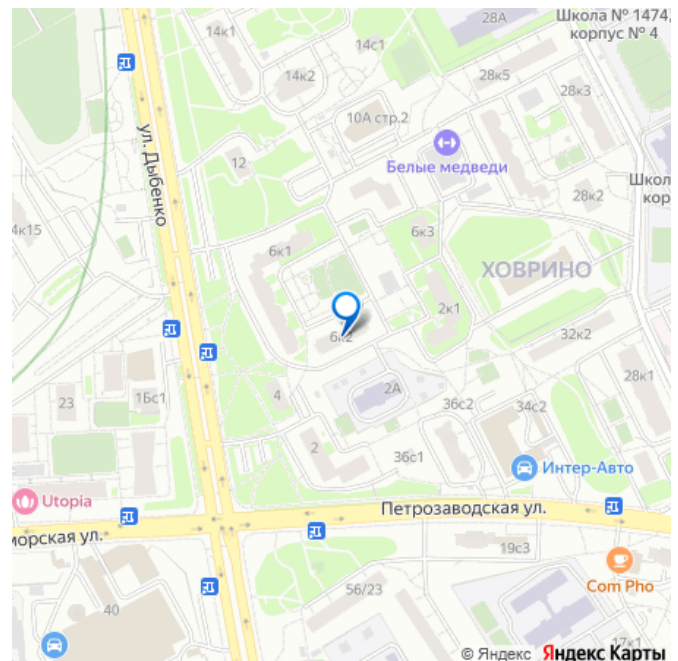 28А
Школа № 1474,
корпус № 4
14к1
14с1
14к2
28к5
28к3
10А стр.2
ул. Дыбенко
Белые медведи
12
Школ
кор
28к2
4к15
6к3
6к1
ХОВРИНО
2к1
6к2
32к2
28к1
4
2А
23
1Бс1
36с2
34с2
2
36с1
Интер-Авто
Utopia
Петрозаводская ул.
морская ул.
19с3
56/23
Com Pho
40
17к1
© Яндекс Яндекс Карты